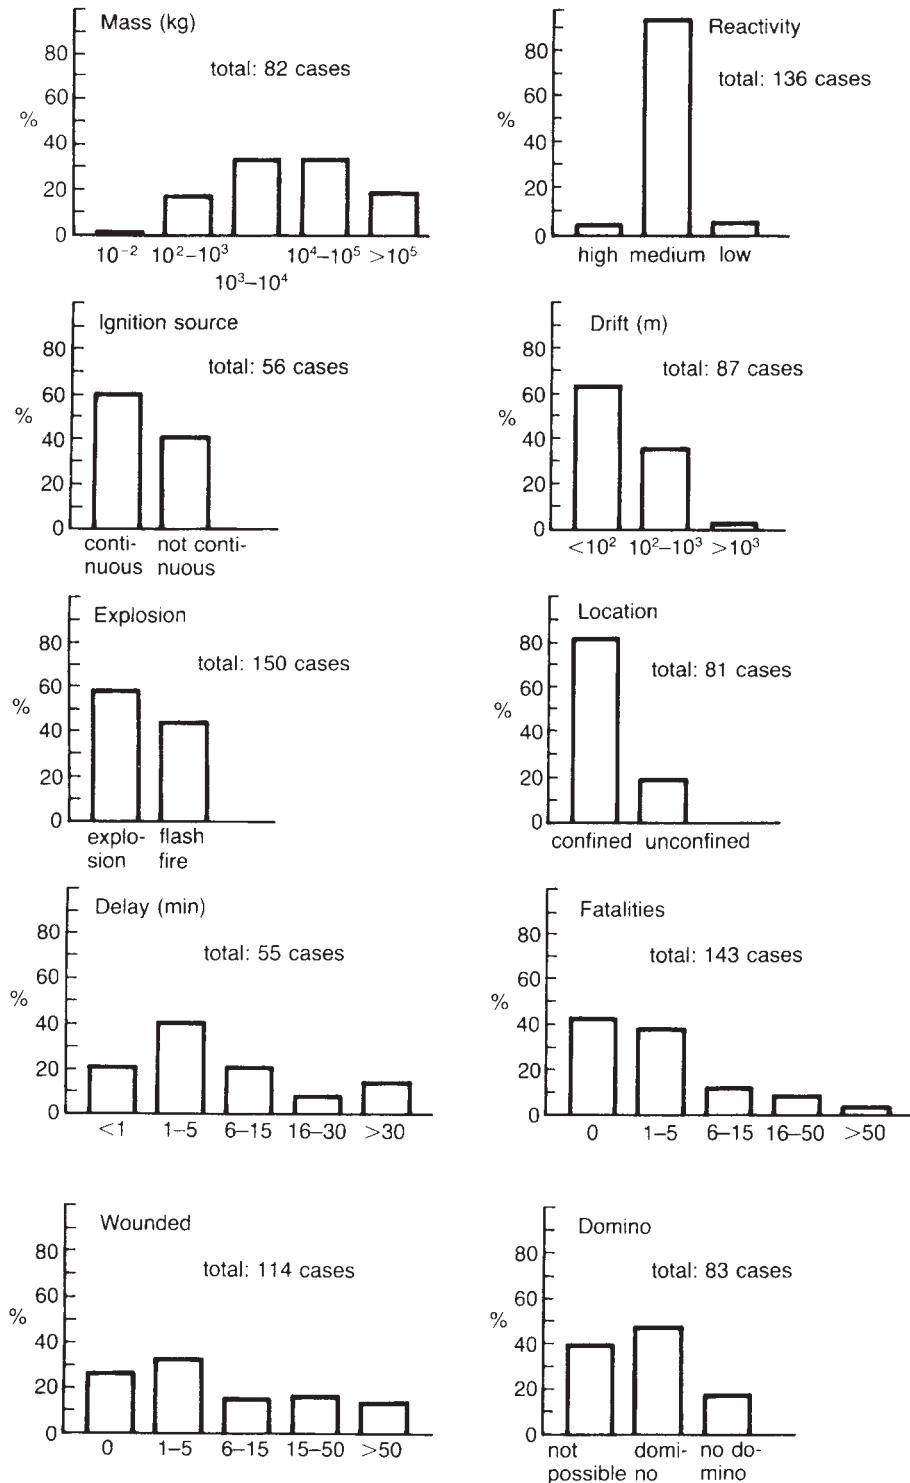 Mass (kg)
total: 82 cases
80
60
%
40
20
0
10⁻² 10²–10³ 10⁴–10⁵ >10⁵
10³–10⁴
Reactivity
total: 136 cases
80
60
%
40
20
0
high medium low
Ignition source
total: 56 cases
80
60
%
40
20
0
conti- not conti-
nuous nuous
Drift (m)
total: 87 cases
80
60
%
40
20
0
<10² 10²–10³ >10³
Explosion
total: 150 cases
80
60
%
40
20
0
explo- flash
sion fire
Location
total: 81 cases
80
60
%
40
20
0
confined unconfined
Delay (min)
total: 55 cases
80
60
%
40
20
0
<1 1–5 6–15 16–30 >30
Fatalities
total: 143 cases
80
60
%
40
20
0
0 1–5 6–15 16–50 >50
Wounded
total: 114 cases
80
60
%
40
20
0
0 1–5 6–15 15–50 >50
Domino
total: 83 cases
80
60
%
40
20
0
not domi- no do-
possible no mino